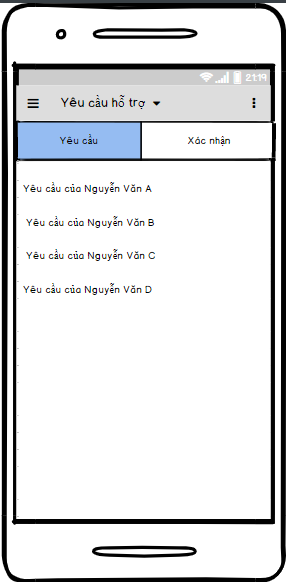 21:19
Yêu cầu hỗ trợ
Yêu cầu Xác nhận
Yêu cầu của Nguyễn Văn A
Yêu cầu của Nguyễn Văn B
Yêu cầu của Nguyễn Văn C
Yêu cầu của Nguyễn Văn D